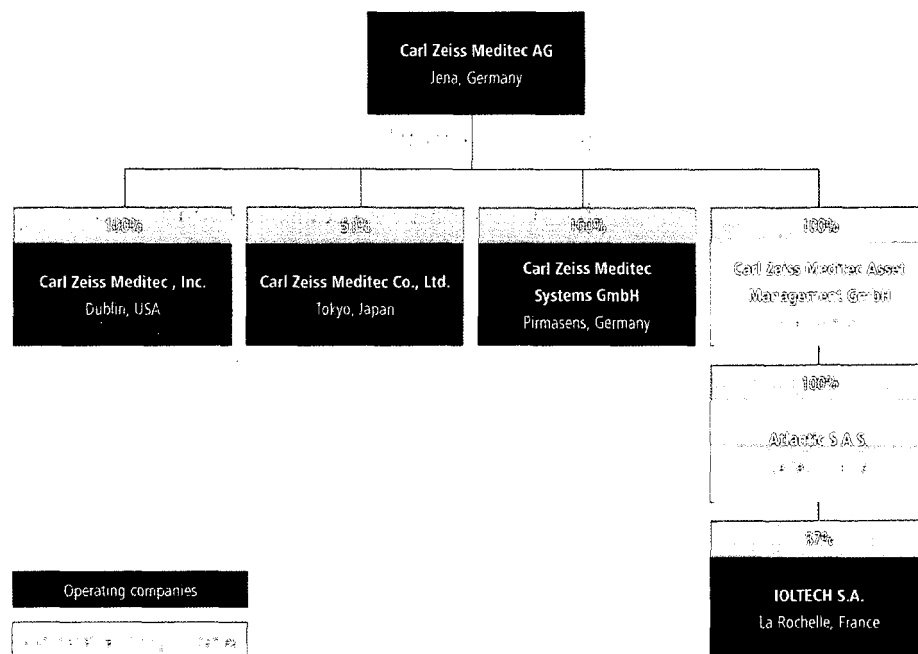 Carl Zeiss Meditec AG
Jena, Germany
100%
Carl Zeiss Meditec , Inc.
Dublin, USA
51%
Carl Zeiss Meditec Co., Ltd.
Tokyo, Japan
100%
Carl Zeiss Meditec
Systems GmbH
Pirmasens, Germany
100%
Carl Zeiss Meditec Asset
Management GmbH
100%
Atlantic S.A.S.
IOLTECH S.A.
La Rochelle, France
Operating companies